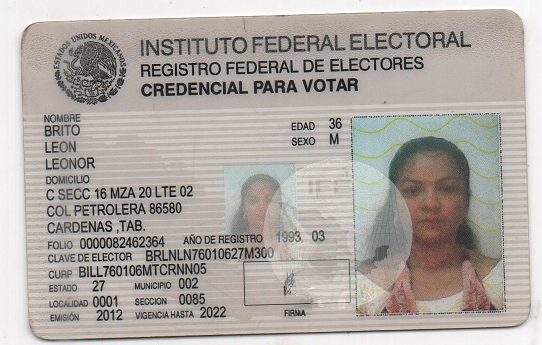 ESTADOS UNIDOS MEXICANOS
INSTITUTO FEDERAL ELECTORAL
REGISTRO FEDERAL DE ELECTORES
CREDENCIAL PARA VOTAR
NOMBRE
BRITO
LEON
LEONOR
EDAD 36
SEXO M
DOMICILIO
C SECC 16 MZA 20 LTE 02
COL PETROLERA 86580
CARDENAS ,TAB.
FOLIO 0000082462364 AÑO DE REGISTRO 1993 03
CLAVE DE ELECTOR BRLNLN76010627M300
CURP BILL760106MTCRNN05
ESTADO 27 MUNICIPIO 002
LOCALIDAD 0001 SECCION 0085
EMISIÓN 2012 VIGENCIA HASTA 2022
FIRMA
IFE